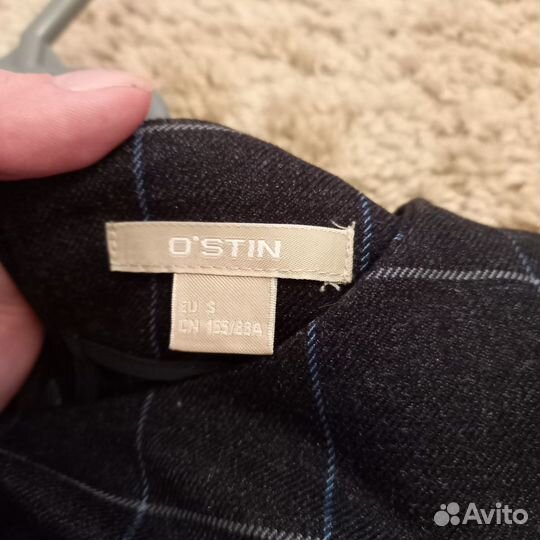 O'STIN
EU S
CN 155/83A
Avito